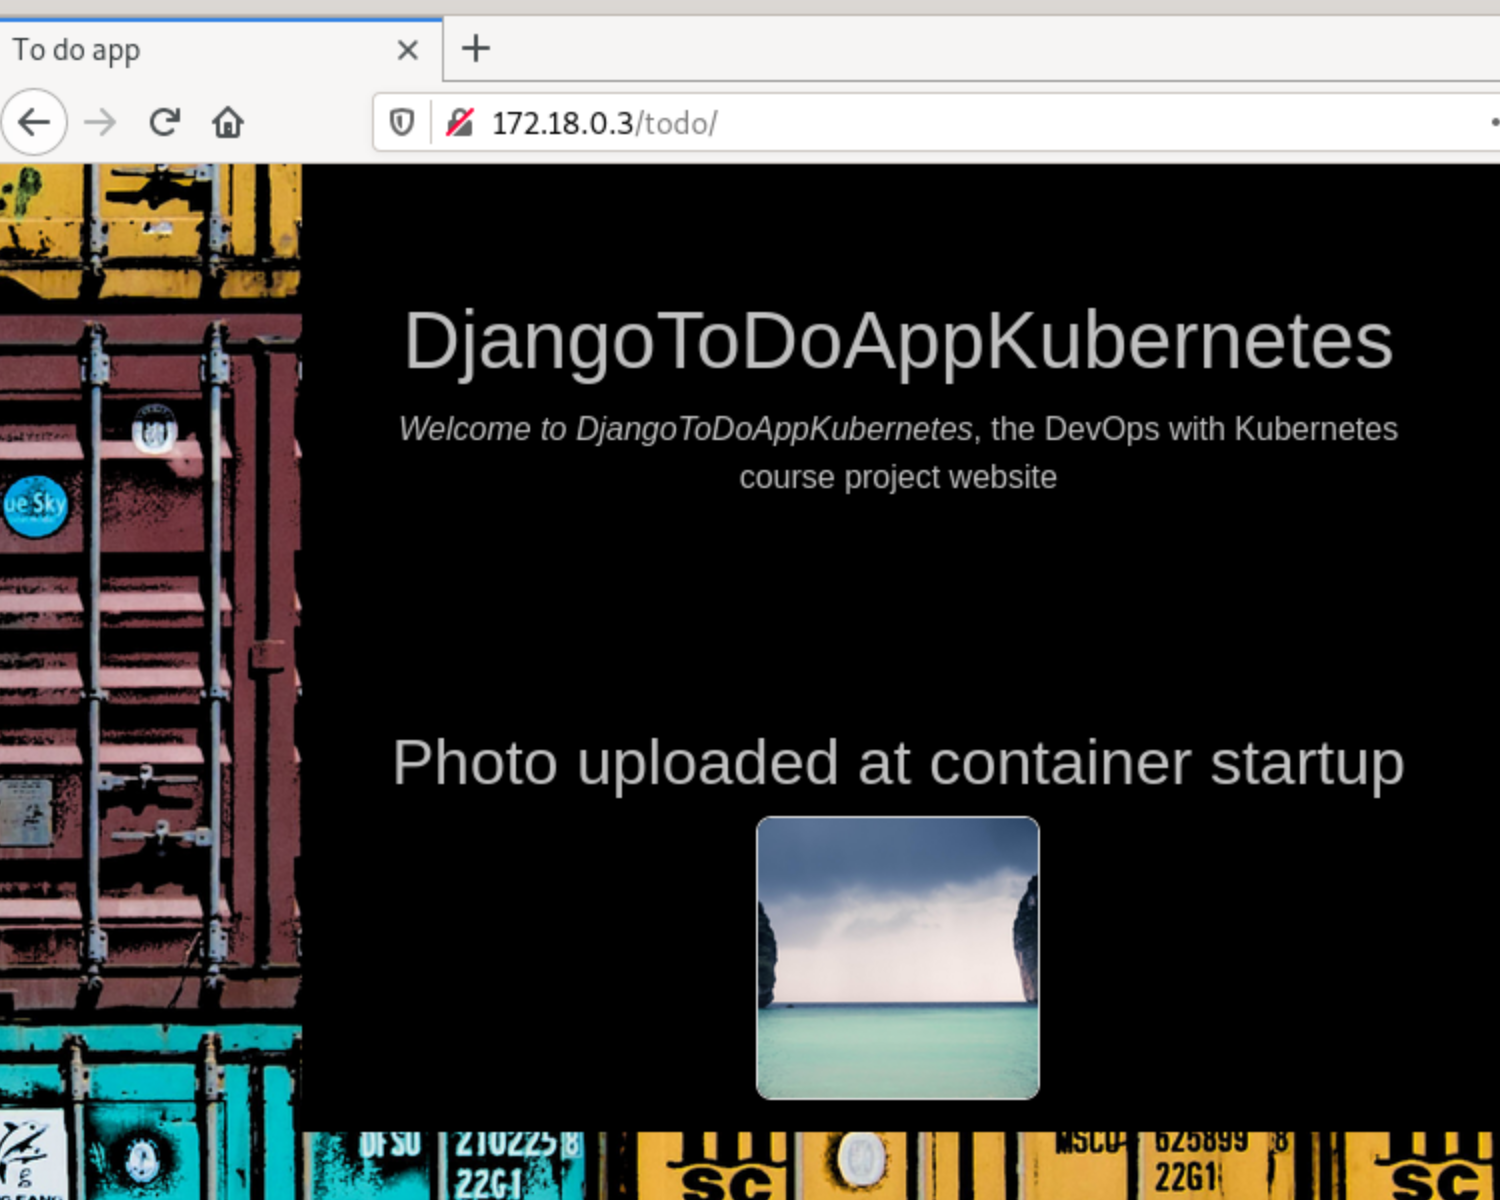 To do app
172.18.0.3/todo/
DjangoToDoAppKubernetes
Welcome to DjangoToDoAppKubernetes, the DevOps with Kubernetes
course project website
ue Sky
Photo uploaded at container startup
DFSU 210225 8
22G1
SC
MSCU 625899 8
22G1
SC